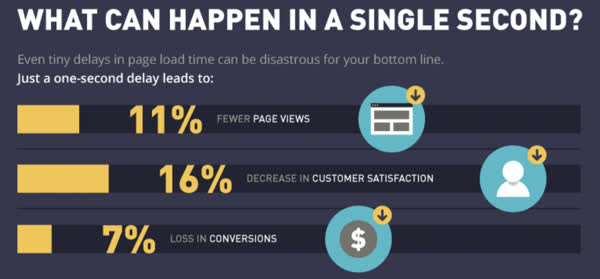 WHAT CAN HAPPEN IN A SINGLE SECOND?
Even tiny delays in page load time can be disastrous for your bottom line.
Just a one-second delay leads to:
11% FEWER PAGE VIEWS
16% DECREASE IN CUSTOMER SATISFACTION
7% LOSS IN CONVERSIONS
$